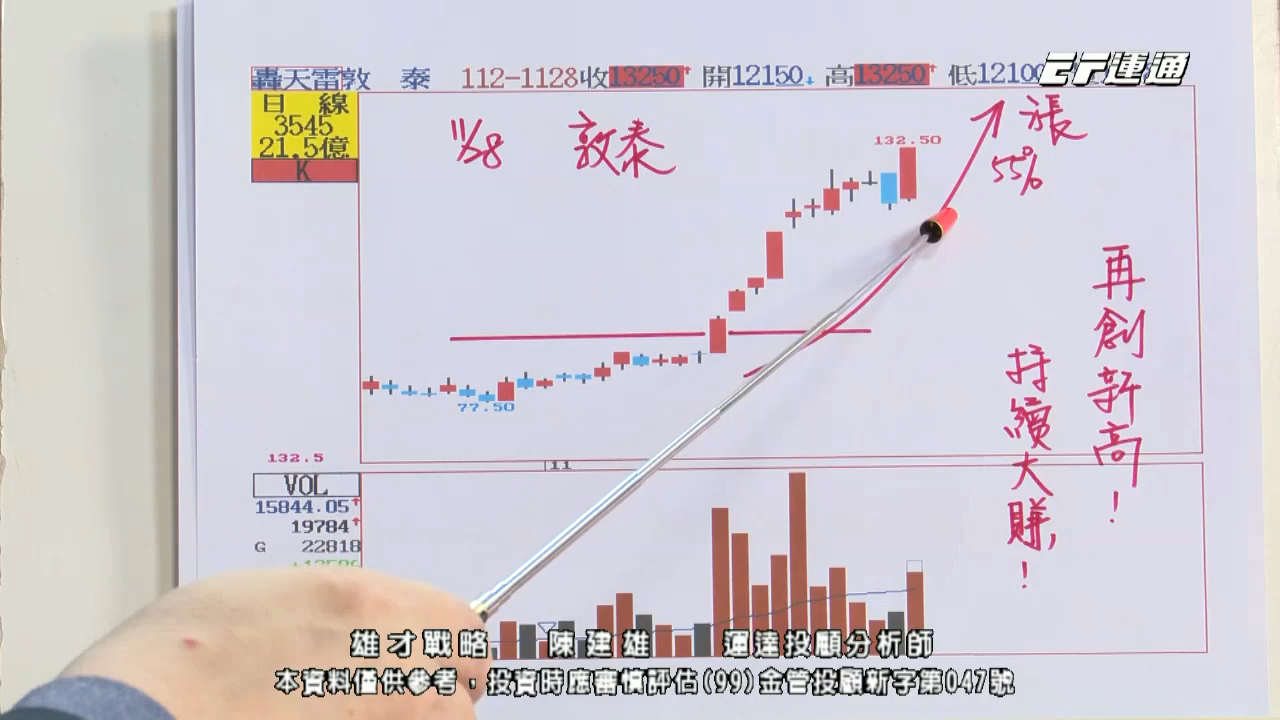 轟天雷敦 泰 112-1128收13250↑ 開12150↓ 高13250↑ 低12100
EF運通
日線
3545
21.5億
K
11/28 敦泰
132.50
漲
55%
再創新高!
持續大賺,!
77.50
132.5
11
VOL
15844.05↑
19784↑
G 22818
雄才戰略 陳建雄 運達投顧分析師
本資料僅供參考,投資時應審慎評估(99)金管投顧新字第047號